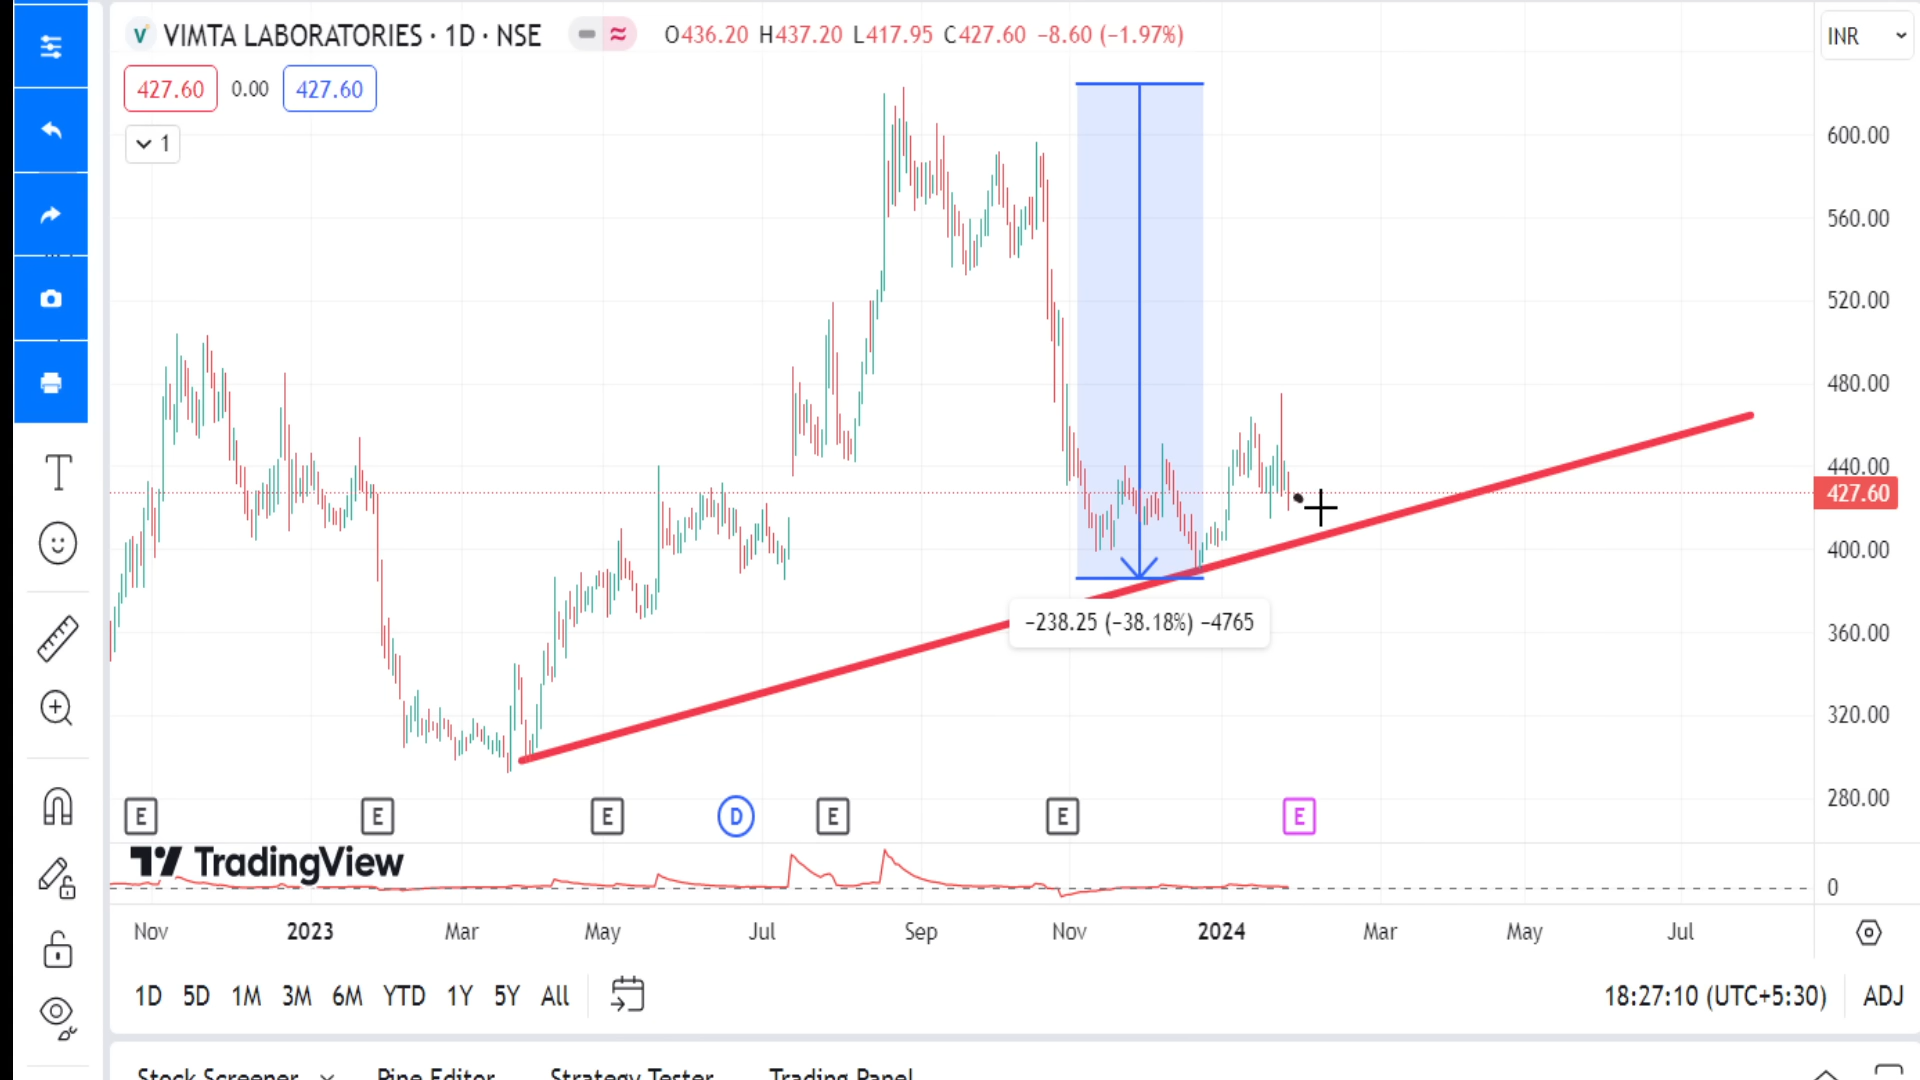 VIMTA LABORATORIES · 1D · NSE
O436.20 H437.20 L417.95 C427.60 −8.60 (−1.97%)
INR
427.60 0.00 427.60
1
600.00
560.00
520.00
480.00
440.00
427.60
400.00
360.00
320.00
280.00
−238.25 (−38.18%) −4765
E E E D E E E
TradingView
0
Nov 2023 Mar May Jul Sep Nov 2024 Mar May Jul
1D 5D 1M 3M 6M YTD 1Y 5Y All
18:27:10 (UTC+5:30) ADJ
Stock Screener Pine Editor Strategy Tester Trading Panel